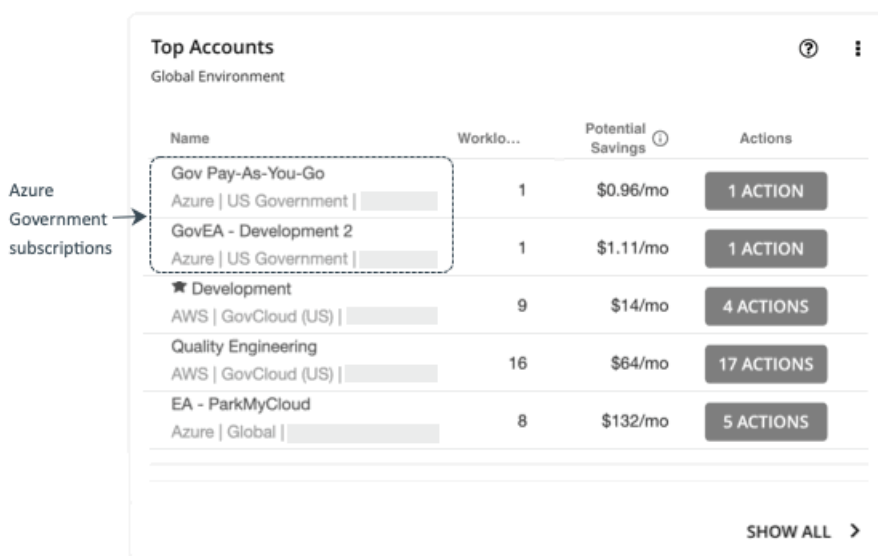 Top Accounts
Global Environment
Name Worklo... Potential Savings Actions
Azure Government subscriptions
Gov Pay-As-You-Go
Azure | US Government |
1 $0.96/mo 1 ACTION
GovEA - Development 2
Azure | US Government |
1 $1.11/mo 1 ACTION
Development
AWS | GovCloud (US) |
9 $14/mo 4 ACTIONS
Quality Engineering
AWS | GovCloud (US) |
16 $64/mo 17 ACTIONS
EA - ParkMyCloud
Azure | Global |
8 $132/mo 5 ACTIONS
SHOW ALL